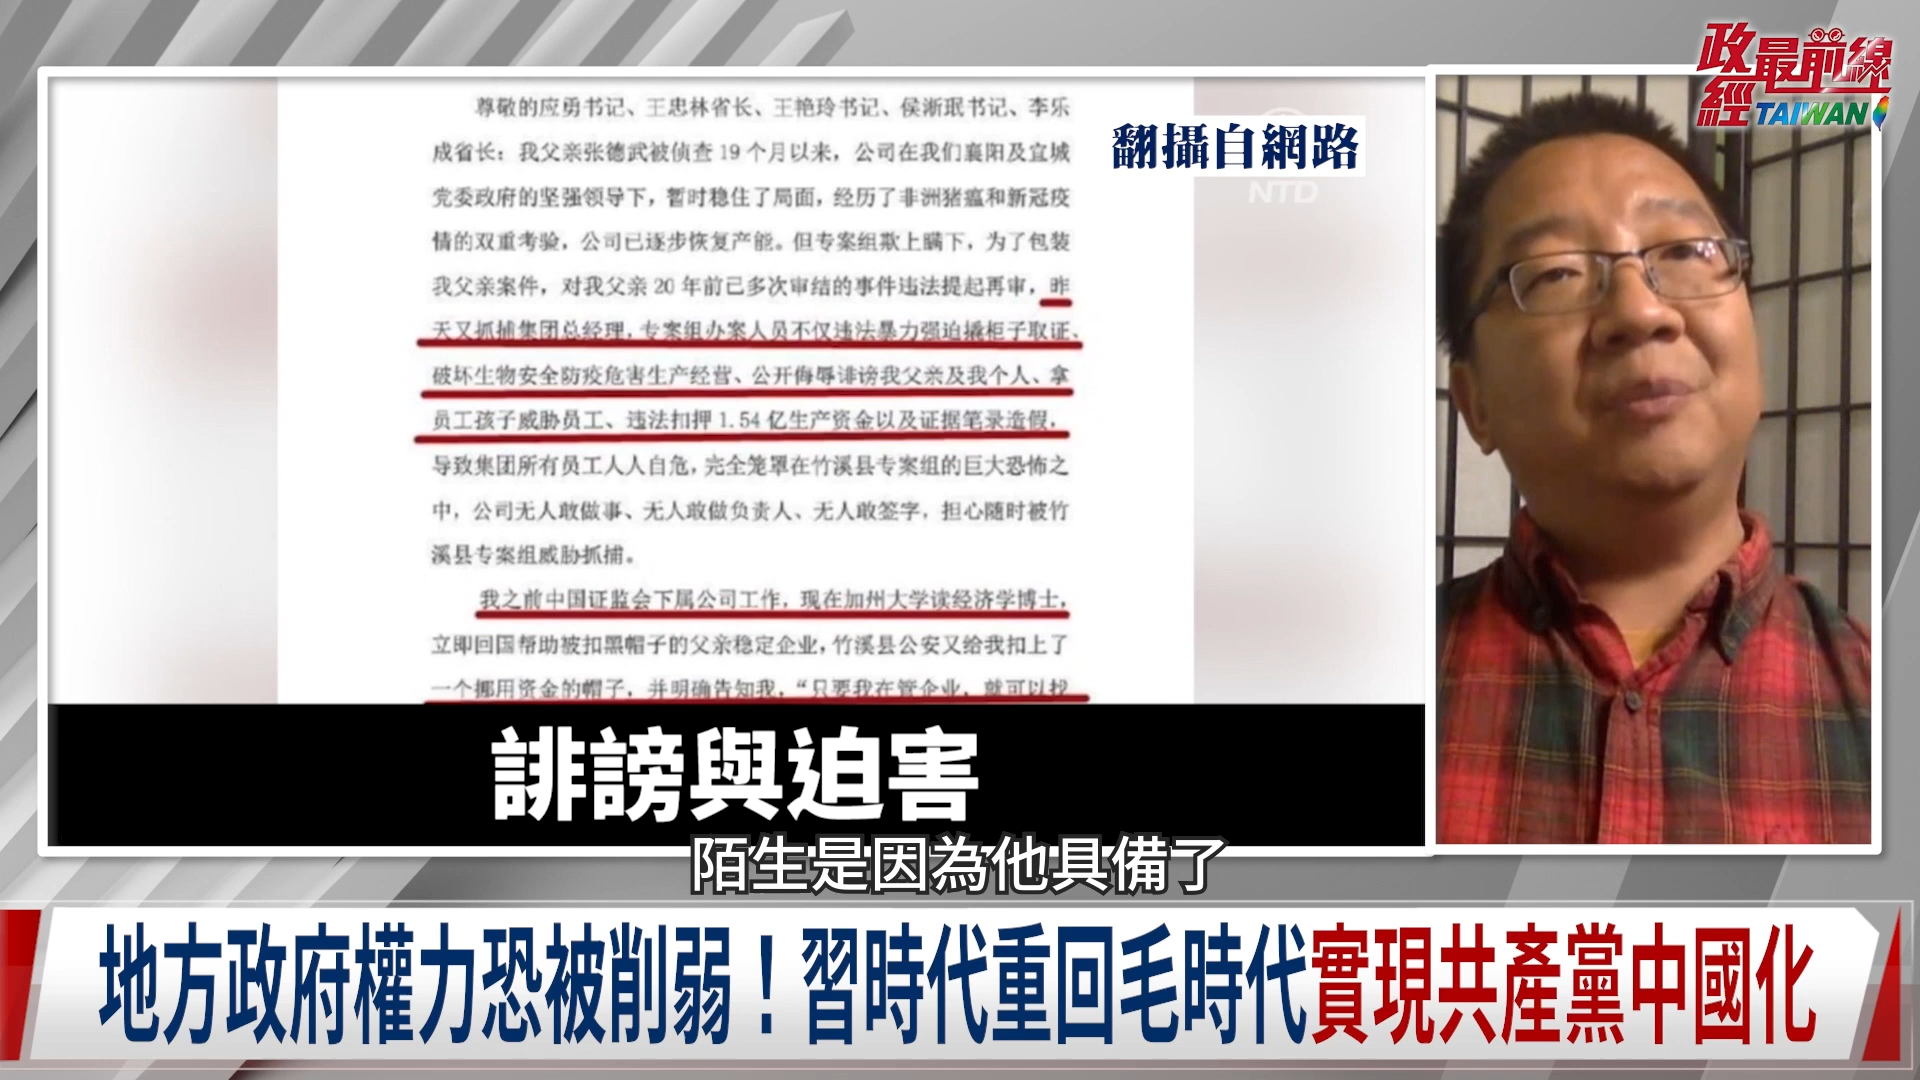 政經最前線
TAIWAN
翻攝自網路
NTD
尊敬的应勇书记、王忠林省长、王艳玲书记、侯淅珉书记、李乐
成省长：我父亲张德武被侦查19个月以来，公司在我们襄阳及宜城
党委政府的坚强领导下，暂时稳住了局面，经历了非洲猪瘟和新冠疫
情的双重考验，公司已逐步恢复产能。但专案组欺上瞒下，为了包装
我父亲案件，对我父亲20年前已多次审结的事件违法提起再审，昨
天又抓捕集团总经理，专案组办案人员不仅违法暴力强迫撬柜子取证、
破坏生物安全防疫危害生产经营、公开侮辱诽谤我父亲及我个人、拿
员工孩子威胁员工、违法扣押1.54亿生产资金以及证据笔录造假，
导致集团所有员工人人自危，完全笼罩在竹溪县专案组的巨大恐怖之
中，公司无人敢做事、无人敢做负责人、无人敢签字，担心随时被竹
溪县专案组威胁抓捕。
我之前中国证监会下属公司工作，现在加州大学读经济学博士，
立即回国帮助被扣黑帽子的父亲稳定企业，竹溪县公安又给我扣上了
一个挪用资金的帽子，并明确告知我，“只要我在管企业，就可以找
誹謗與迫害
陌生是因為他具備了
地方政府權力恐被削弱！習時代重回毛時代實現共產黨中國化